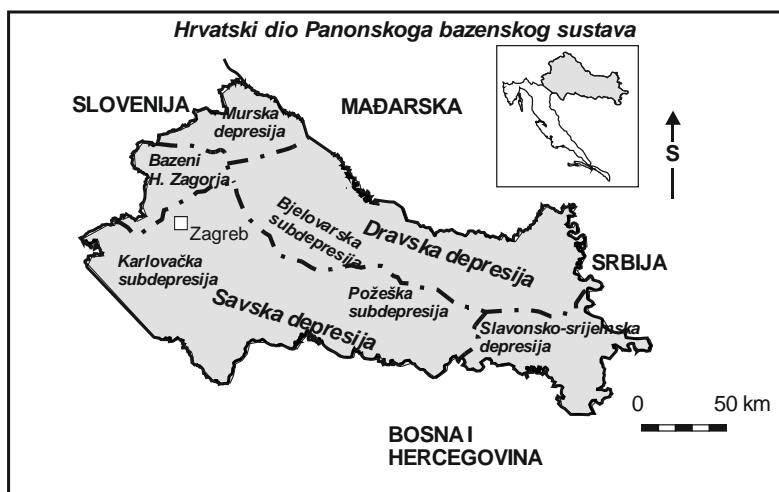 Hrvatski dio Panonskoga bazenskog sustava
SLOVENIJA
MAĐARSKA
Murska
depresija
S
Bazeni
H. Zagorja
Bjelovarska
subdepresija
Dravska depresija
Zagreb
SRBIJA
Karlovačka
subdepresija
Savska depresija
Požeška
subdepresija
Slavonsko-srijemska
depresija
0 50 km
BOSNA I
HERCEGOVINA